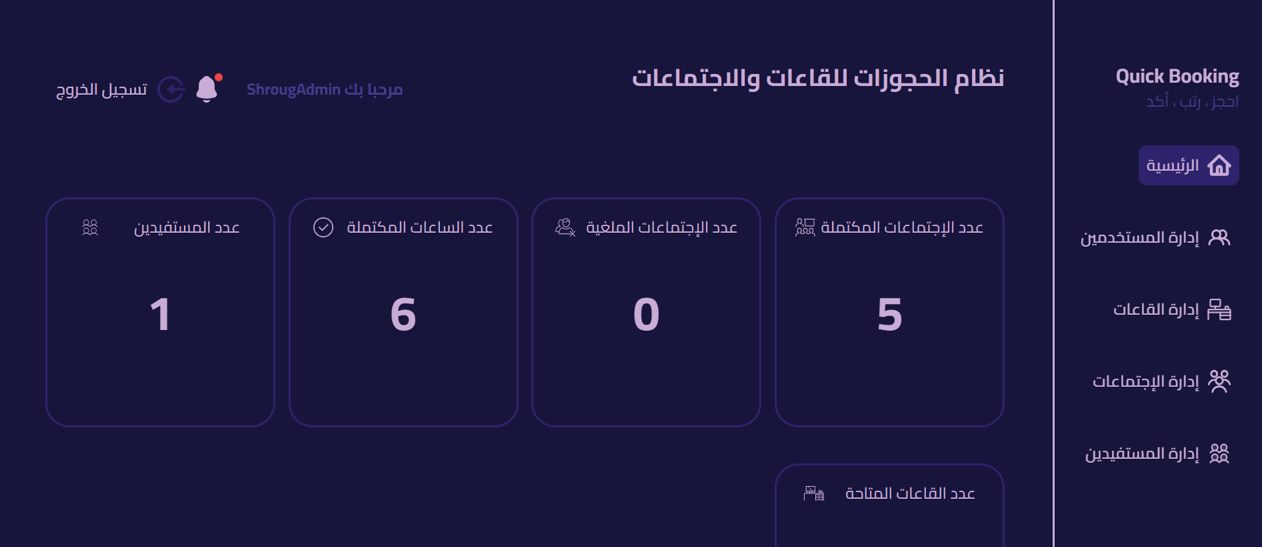 Quick Booking
احجز ، رتب ، أكد
الرئيسية
إدارة المستخدمين
إدارة القاعات
إدارة الإجتماعات
إدارة المستفيدين
نظام الحجوزات للقاعات والاجتماعات
مرحبا بك ShrougAdmin
تسجيل الخروج
عدد الإجتماعات المكتملة
5
عدد الإجتماعات الملغية
0
عدد الساعات المكتملة
6
عدد المستفيدين
1
عدد القاعات المتاحة